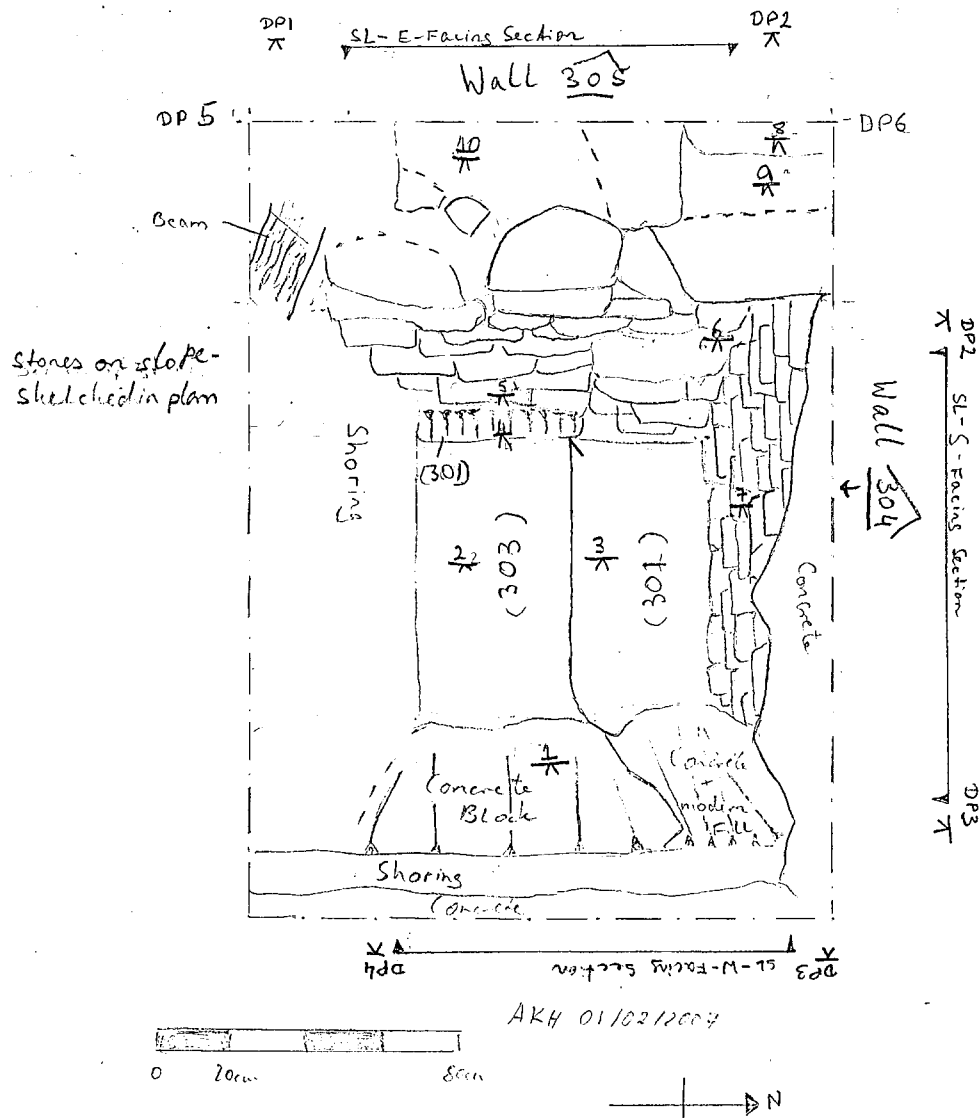 DP1
SL-E-Facing Section
DP2
Wall 305
DP5
DP6
10
8
9
Beam
6
stones on slope-
sketched in plan
5
4
(301)
Shoring
2
(303)
3
(301)
7
DP2
SL-S-Facing Section
DP3
Wall 304
Concrete
1
Concrete
Block
Concrete
+
modern
Fill
Shoring
Concrete
DP4
SL-W-Facing Section
DP3
AKH 01/02/2007
0 20cm 80cm
N